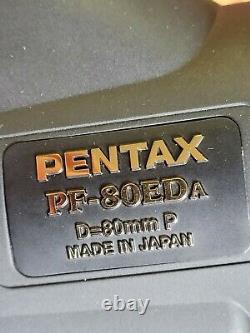 PENTAX
PF-80EDA
D=80mm P
MADE IN JAPAN